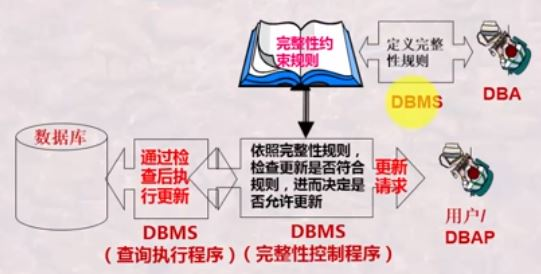 完整性约
束规则
定义完整
性规则
DBMS
DBA
数据库
通过检
查后执
行更新
依照完整性规则，
检查更新是否符合
规则，进而决定是
否允许更新
更新
请求
DBMS
（查询执行程序）
DBMS
（完整性控制程序）
用户/
DBAP